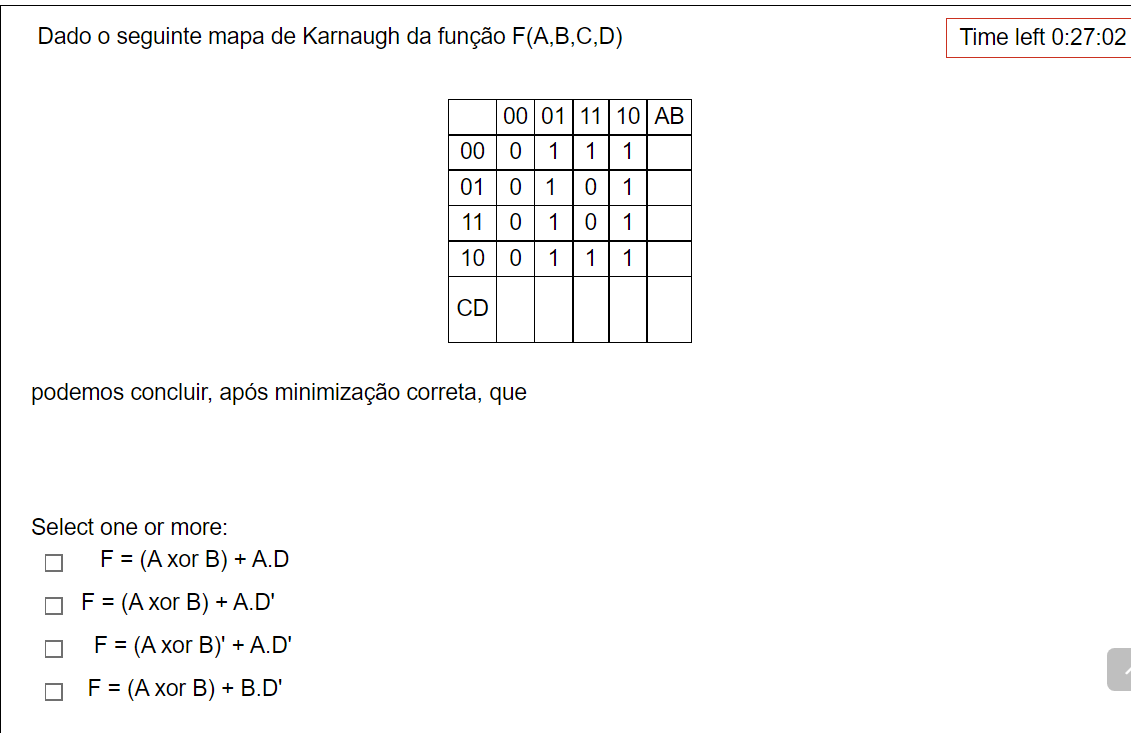 Dado o seguinte mapa de Karnaugh da função F(A,B,C,D)
Time left 0:27:02
00 01 11 10 AB
00 0 1 1 1
01 0 1 0 1
11 0 1 0 1
10 0 1 1 1
CD
podemos concluir, após minimização correta, que
Select one or more:
F = (A xor B) + A.D
F = (A xor B) + A.D'
F = (A xor B)' + A.D'
F = (A xor B) + B.D'